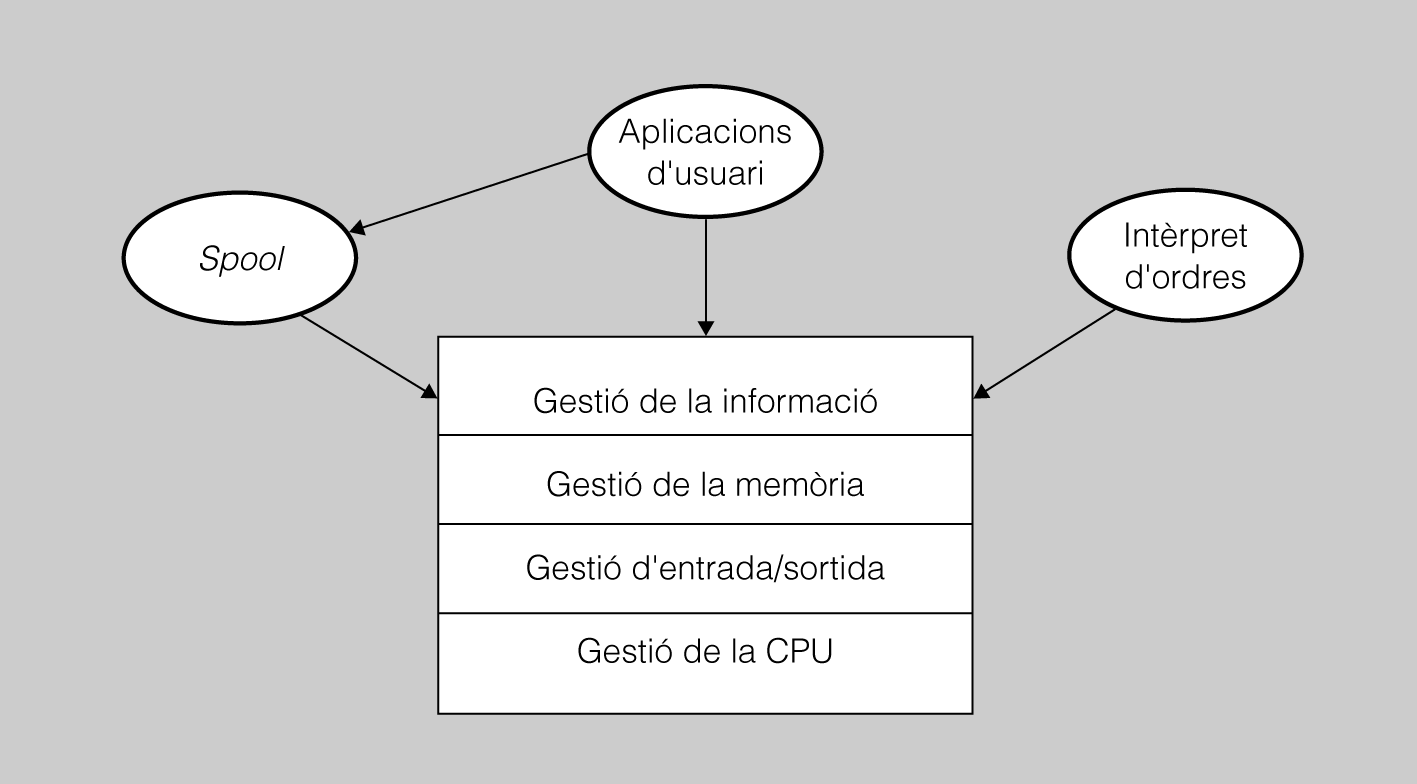 Aplicacions
d'usuari
Spool
Intèrpret
d'ordres
Gestió de la informació
Gestió de la memòria
Gestió d'entrada/sortida
Gestió de la CPU